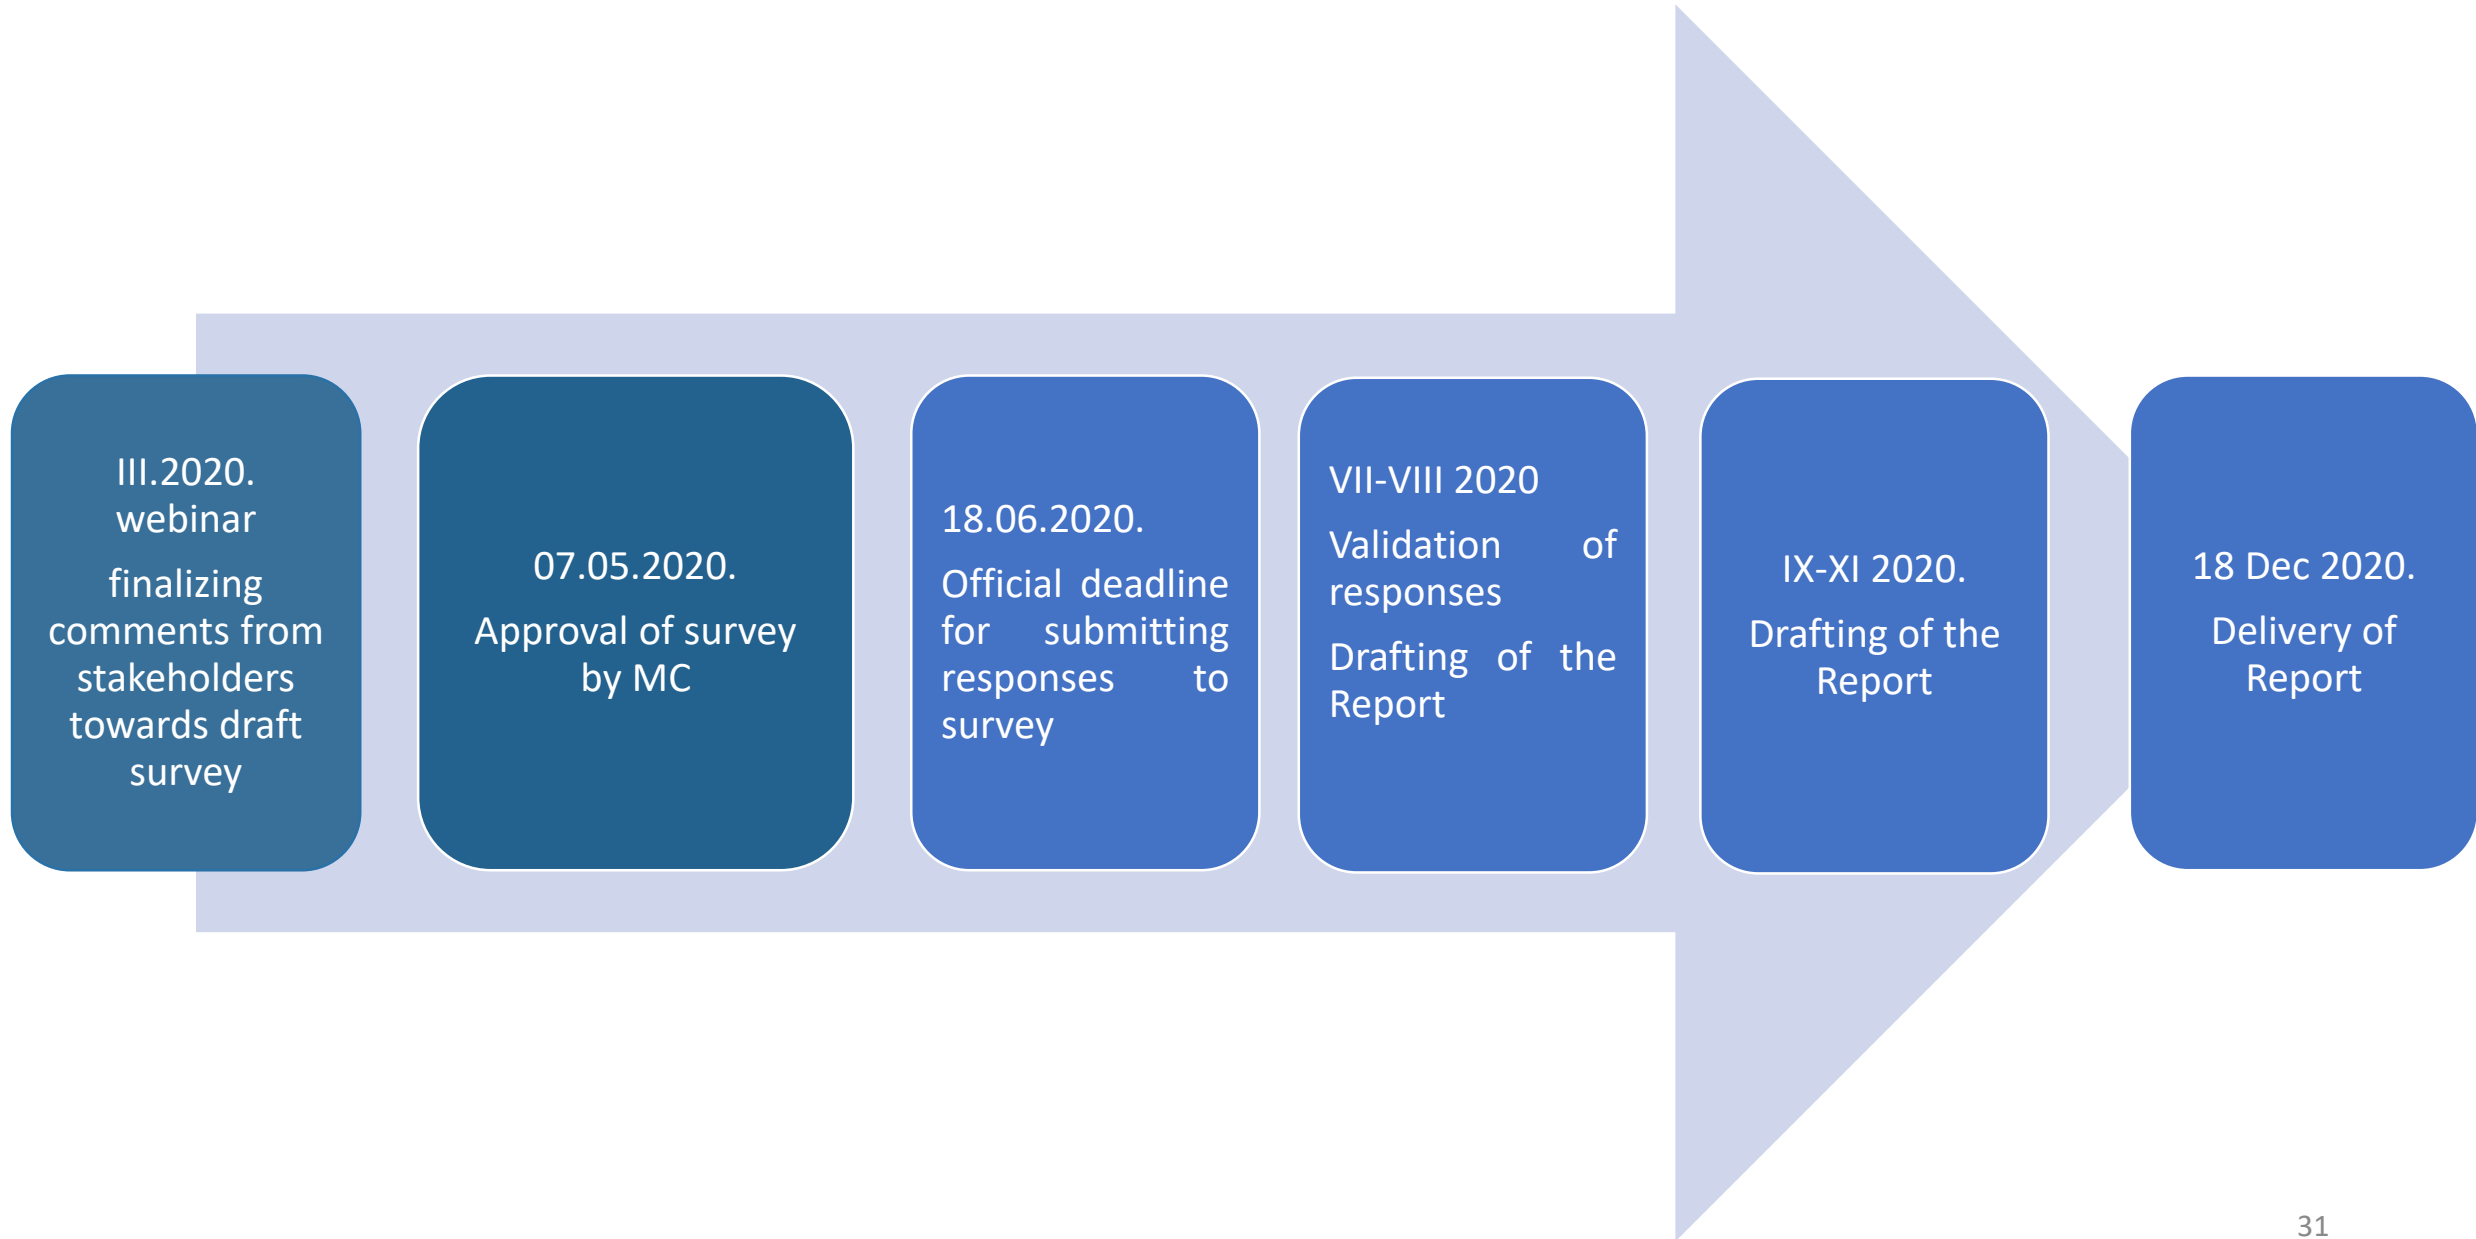 III.2020.
webinar
finalizing
comments from
stakeholders
towards draft
survey
07.05.2020.
Approval of survey
by MC
18.06.2020.
Official deadline
for submitting
responses to
survey
VII-VIII 2020
Validation of
responses
Drafting of the
Report
IX-XI 2020.
Drafting of the
Report
18 Dec 2020.
Delivery of
Report
31